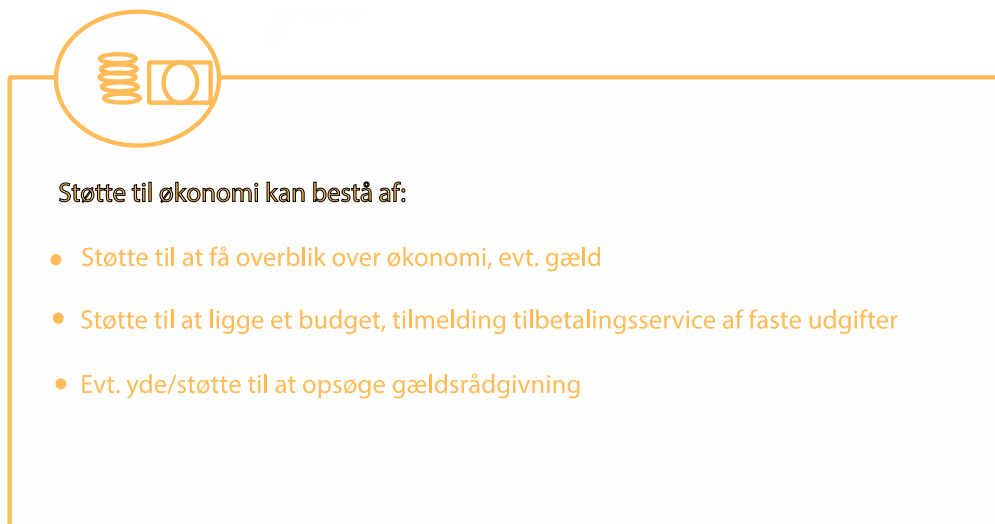 Støtte til økonomi kan bestå af:
• Støtte til at få overblik over økonomi, evt. gæld
• Støtte til at ligge et budget, tilmelding tilbetalingsservice af faste udgifter
• Evt. yde/støtte til at opsøge gældsrådgivning